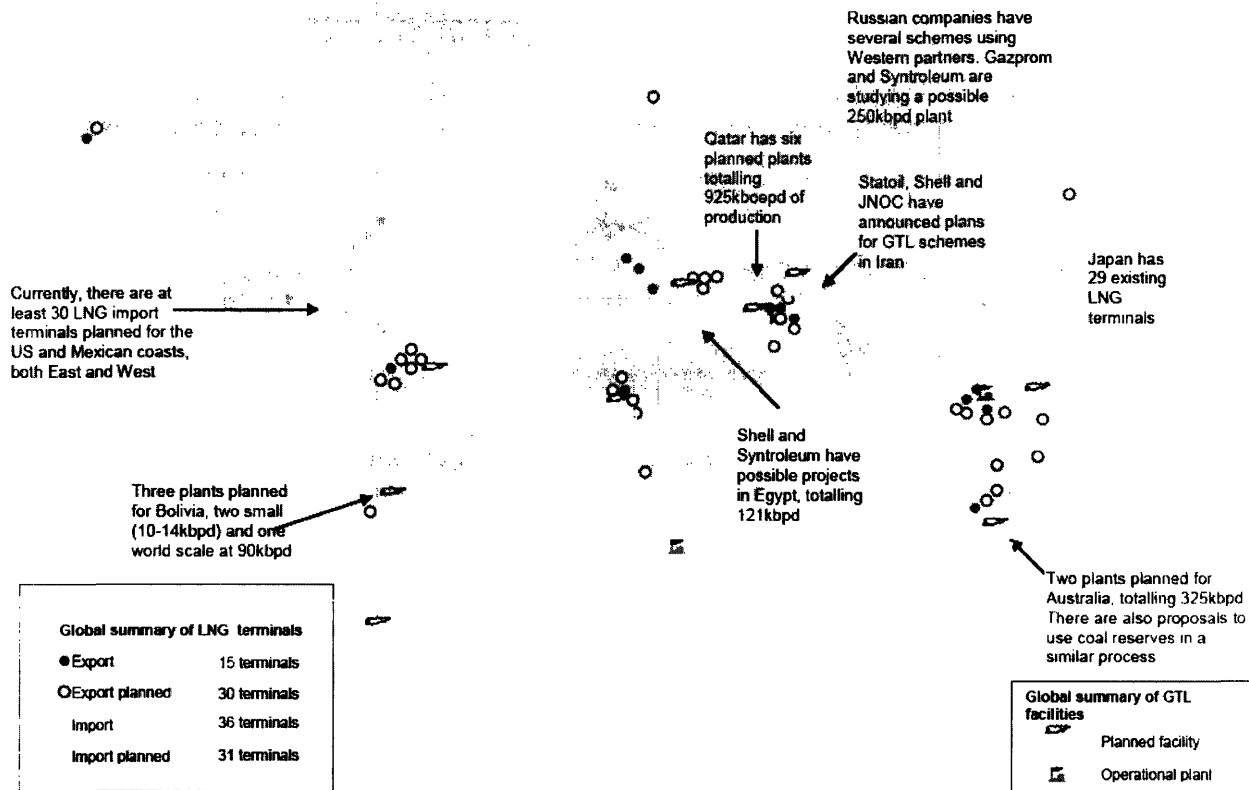 Russian companies have
several schemes using
Western partners. Gazprom
and Syntroleum are
studying a possible
250kbpd plant
Qatar has six
planned plants
totalling
925kboepd of
production
Statoil, Shell and
JNOC have
announced plans
for GTL schemes
in Iran
Japan has
29 existing
LNG
terminals
Currently, there are at
least 30 LNG import
terminals planned for the
US and Mexican coasts,
both East and West
Shell and
Syntroleum have
possible projects
in Egypt, totalling
121kbpd
Three plants planned
for Bolivia, two small
(10-14kbpd) and one
world scale at 90kbpd
Two plants planned for
Australia, totalling 325kbpd
There are also proposals to
use coal reserves in a
similar process
Global summary of LNG terminals
Export 15 terminals
Export planned 30 terminals
Import 36 terminals
Import planned 31 terminals
Global summary of GTL
facilities
Planned facility
Operational plant